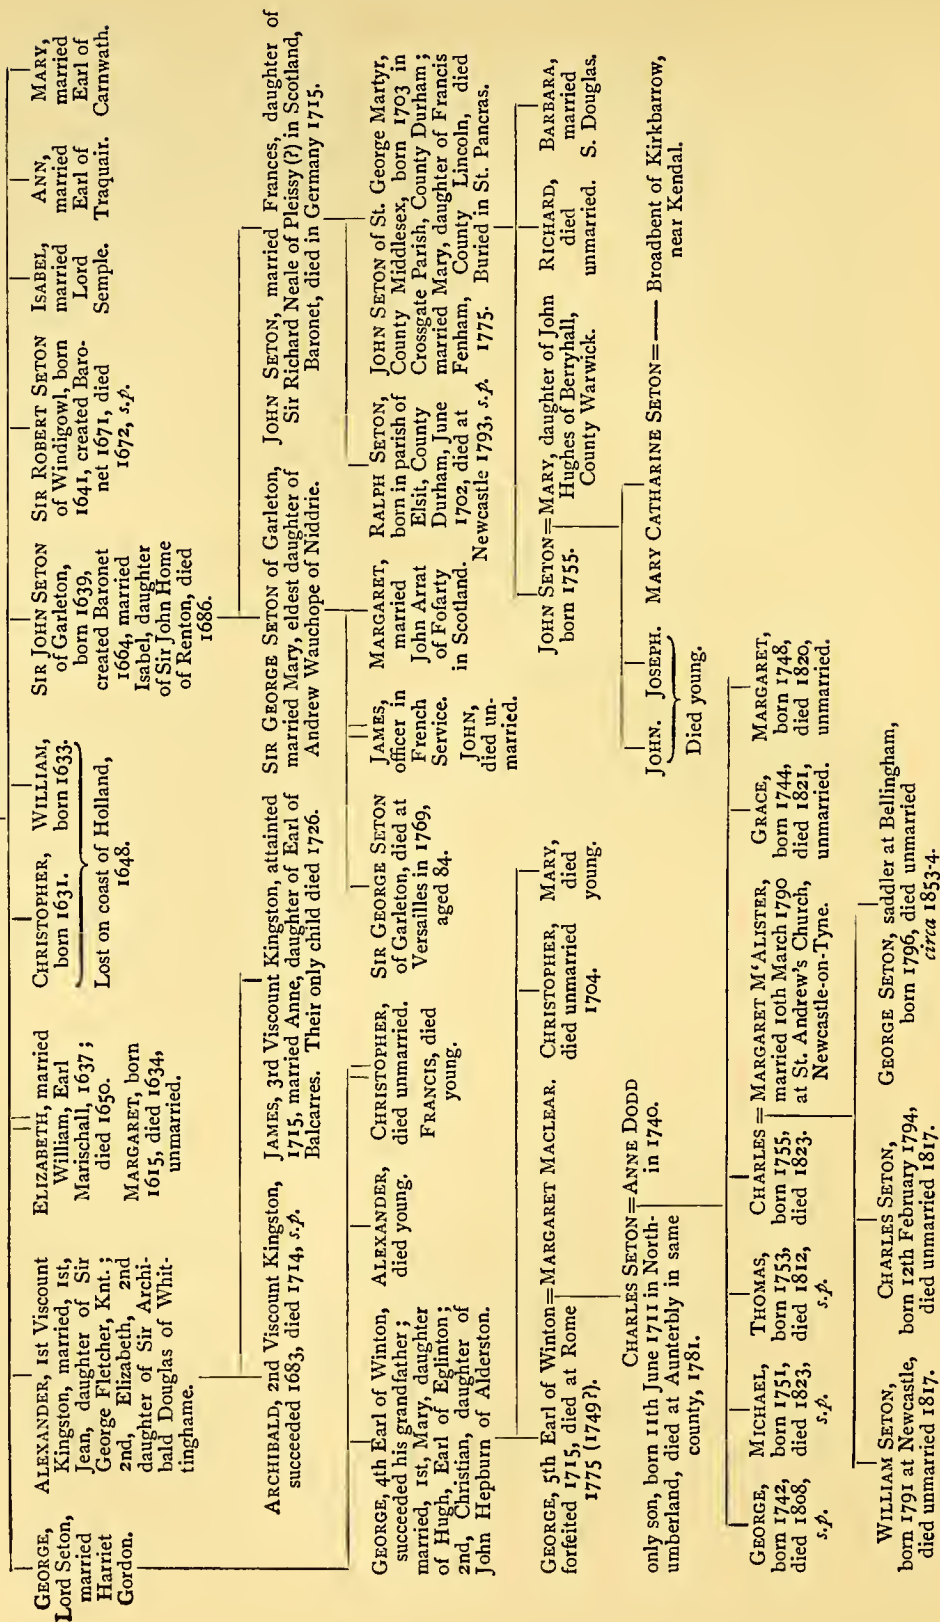 GEORGE,
Lord Seton,
married
Harriet
Gordon.
ALEXANDER, 1st Viscount
Kingston, married, 1st,
Jean, daughter of Sir
George Fletcher, Knt.;
2nd, Elizabeth, 2nd
daughter of Sir Archi-
bald Douglas of Whit-
tinghame.
ELIZABETH, married
William, Earl
Marischall, 1637;
died 1650.
MARGARET, born
1615, died 1634,
unmarried.
CHRISTOPHER,
born 1631.
WILLIAM,
born 1633.
Lost on coast of Holland,
1648.
SIR JOHN SETON
of Garleton,
born 1639,
created Baronet
1664, married
Isabel, daughter
of Sir John Home
of Renton, died
1686.
SIR ROBERT SETON
of Windigowl, born
1641, created Baro-
net 1671, died
1672, s.p.
ISABEL,
married
Lord
Semple.
ANN,
married
Earl of
Traquair.
MARY,
married
Earl of
Carnwath.
ARCHIBALD, 2nd Viscount Kingston,
succeeded 1683, died 1714, s.p.
JAMES, 3rd Viscount Kingston, attainted
1715, married Anne, daughter of Earl of
Balcarres. Their only child died 1726.
SIR GEORGE SETON of Garleton,
married Mary, eldest daughter of
Andrew Wauchope of Niddrie.
JOHN SETON, married Frances, daughter of
Sir Richard Neale of Pleissy (?) in Scotland,
Baronet, died in Germany 1715.
GEORGE, 4th Earl of Winton,
succeeded his grandfather;
married, 1st, Mary, daughter
of Hugh, Earl of Eglinton;
2nd, Christian, daughter of
John Hepburn of Alderston.
ALEXANDER,
died young.
CHRISTOPHER,
died unmarried.
FRANCIS, died
young.
SIR GEORGE SETON
of Garleton, died at
Versailles in 1769,
aged 84.
JAMES,
officer in
French
Service.
JOHN,
died un-
married.
MARGARET,
married
John Arrat
of Fofarty
in Scotland.
RALPH SETON,
born in parish of
Elsit, County
Durham, June
1702, died at
Newcastle 1793, s.p.
JOHN SETON of St. George Martyr,
County Middlesex, born 1703 in
Crossgate Parish, County Durham;
married Mary, daughter of Francis
Fenham, County Lincoln, died
1775. Buried in St. Pancras.
GEORGE, 5th Earl of Winton=MARGARET MACLEAR.
forfeited 1715, died at Rome
1775 (1749?).
CHRISTOPHER,
died unmarried
1704.
MARY,
died
young.
JOHN SETON=MARY, daughter of John
born 1755. Hughes of Berryhall,
County Warwick.
RICHARD,
died
unmarried.
BARBARA,
married
S. Douglas.
CHARLES SETON=ANNE DODD
only son, born 11th June 1711 in North- in 1740.
umberland, died at Aunterbly in same
county, 1781.
JOHN. JOSEPH.
Died young.
MARY CATHARINE SETON=—— Broadbent of Kirkbarrow,
near Kendal.
GEORGE,
born 1742,
died 1808,
s.p.
MICHAEL,
born 1751,
died 1823,
s.p.
THOMAS,
born 1753,
died 1812,
s.p.
CHARLES = MARGARET M'ALISTER,
born 1755, married 10th March 1790
died 1823. at St. Andrew's Church,
Newcastle-on-Tyne.
GRACE,
born 1744,
died 1821,
unmarried.
MARGARET,
born 1748,
died 1820,
unmarried.
WILLIAM SETON,
born 1791 at Newcastle,
died unmarried 1817.
CHARLES SETON,
born 12th February 1794,
died unmarried 1817.
GEORGE SETON, saddler at Bellingham,
born 1796, died unmarried
circa 1853-4.